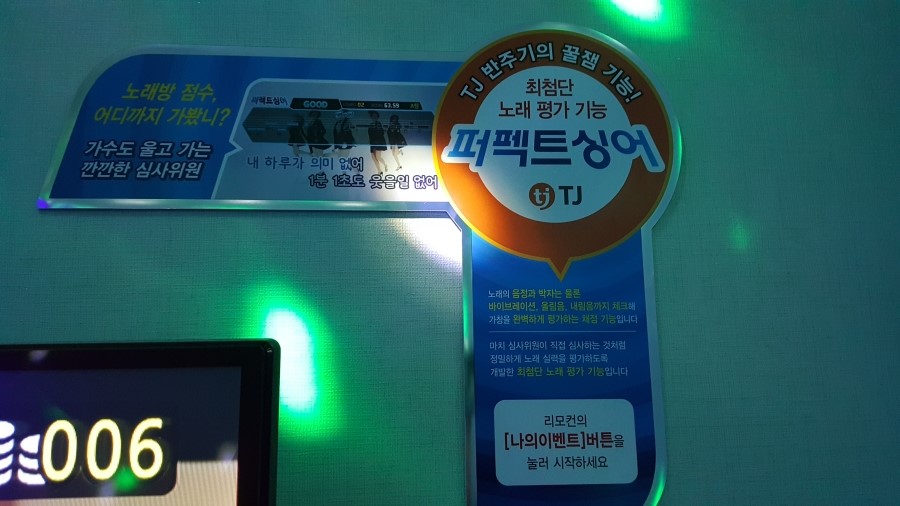 노래방 점수,
어디까지 가봤니?
가수도 울고 가는
깐깐한 심사위원
퍼펙트싱어
GOOD
63.59
내 하루가 의미 없어
1분 1초도 웃을일 없어
TJ 반주기의 꿀잼 기능!
최첨단
노래 평가 기능
퍼펙트싱어
tj TJ
노래의 음정과 박자는 물론
바이브레이션, 올림음, 내림음까지 체크해
가창을 완벽하게 평가하는 채점 기능입니다
마치 심사위원이 직접 심사하는 것처럼
정밀하게 노래 실력을 평가하도록
개발한 최첨단 노래 평가 기능입니다
리모컨의
[나의이벤트]버튼을
눌러 시작하세요
006